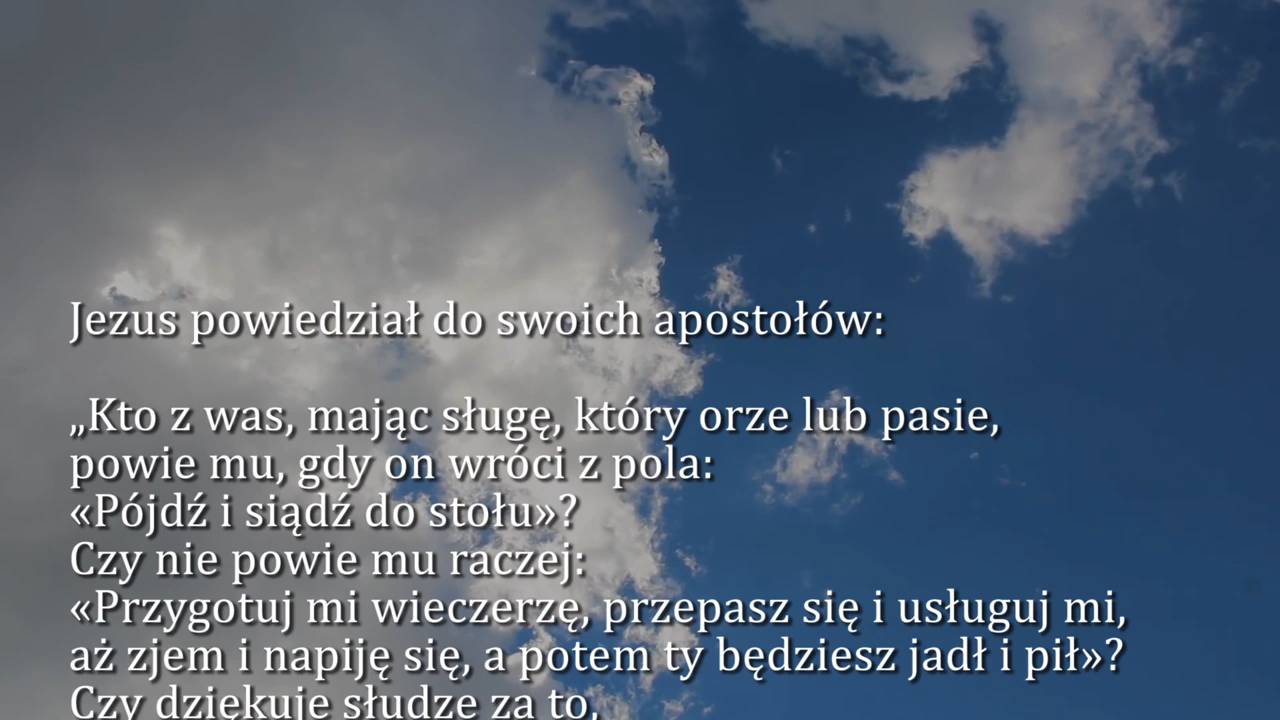 Jezus powiedział do swoich apostołów:
„Kto z was, mając sługę, który orze lub pasie,
powie mu, gdy on wróci z pola:
«Pójdź i siądź do stołu»?
Czy nie powie mu raczej:
«Przygotuj mi wieczerzę, przepasz się i usługuj mi,
aż zjem i napiję się, a potem ty będziesz jadł i pił»?
Czy dziękuje słudze za to,